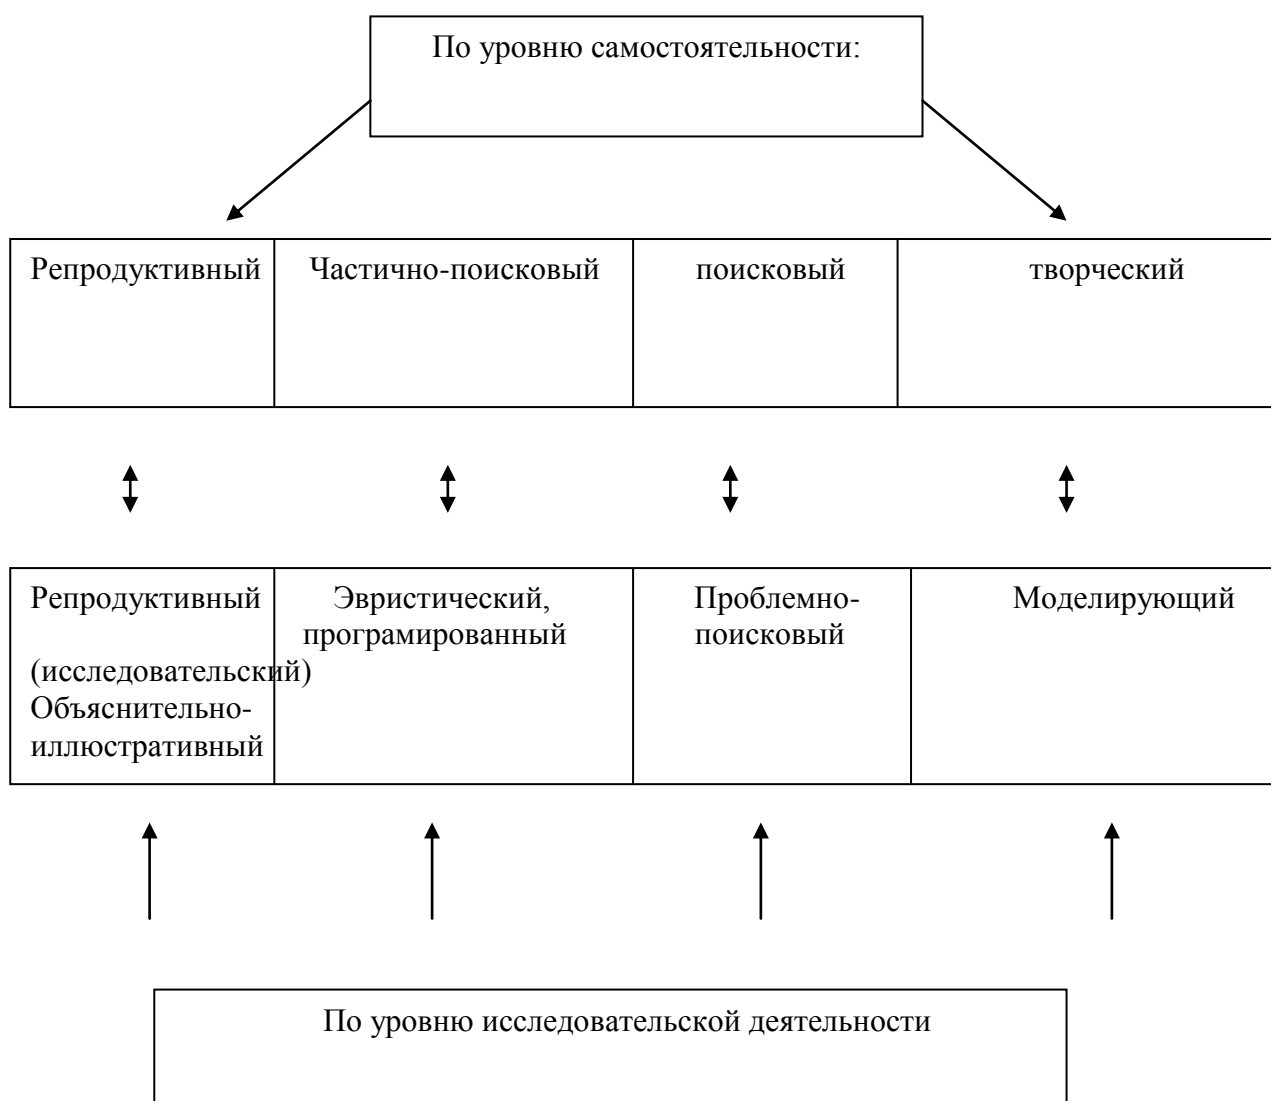 По уровню самостоятельности:
Репродуктивный
Частично-поисковый
поисковый
творческий
Репродуктивный
(исследовательский)
Объяснительно-
иллюстративный
Эвристический,
програмированный
Проблемно-
поисковый
Моделирующий
По уровню исследовательской деятельности